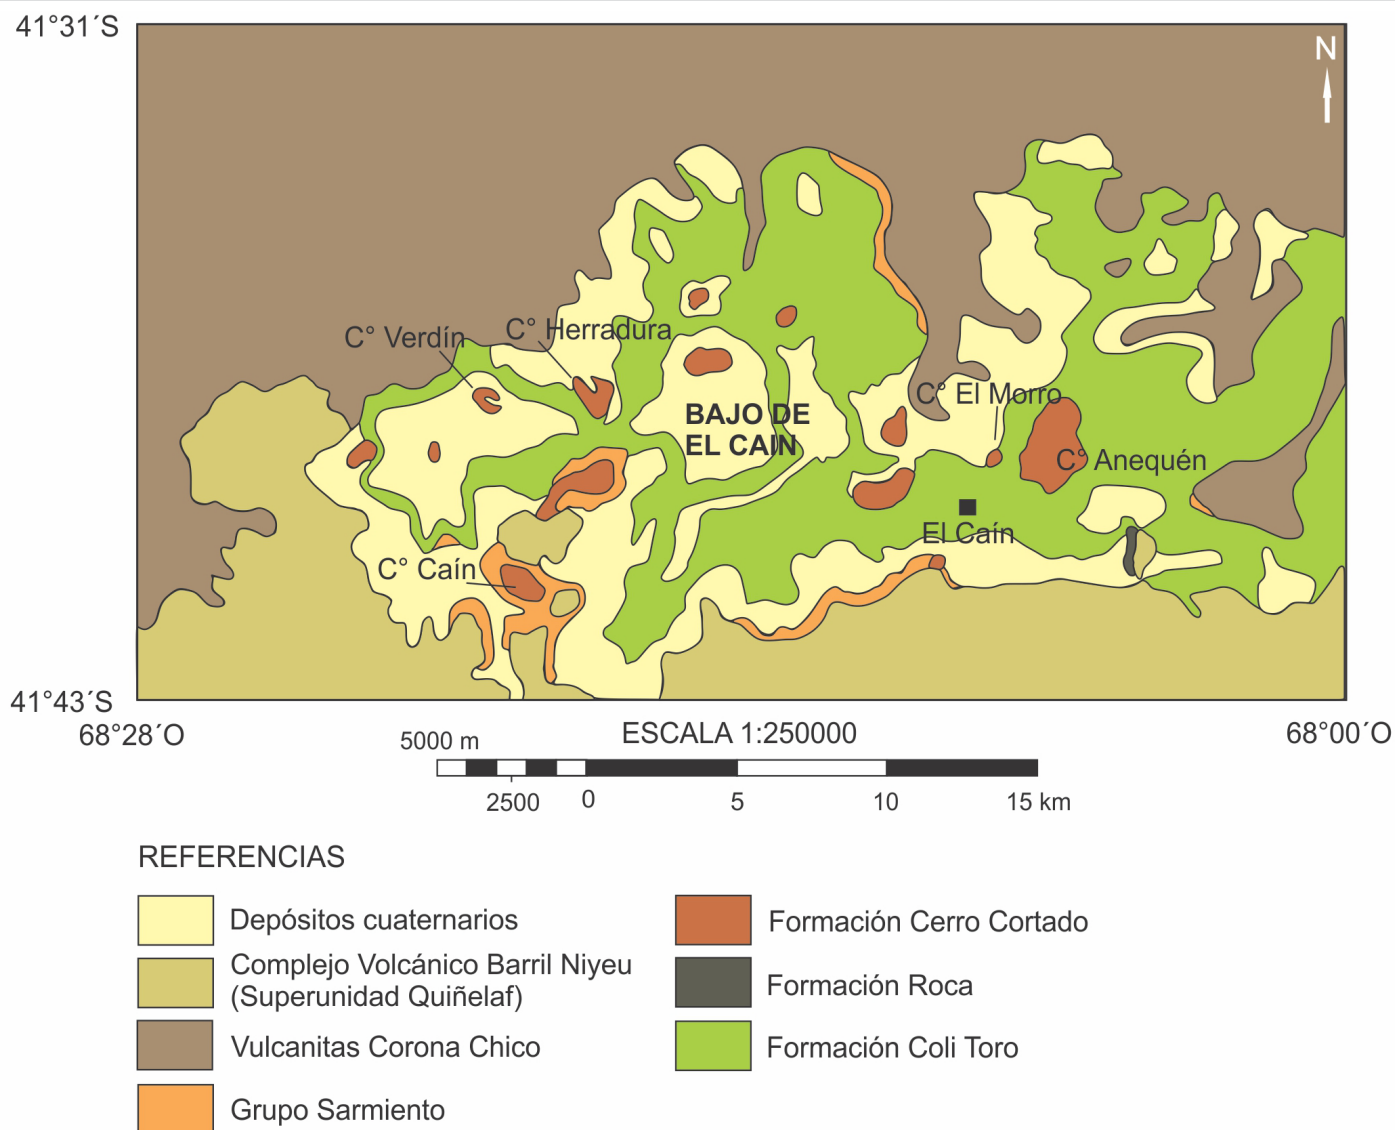 41°31´S
N
C° Verdín
C° Herradura
C° El Morro
BAJO DE
EL CAIN
C° Anequén
El Caín
C° Caín
41°43´S
68°28´O
68°00´O
ESCALA 1:250000
5000 m
2500
0
5
10
15 km
REFERENCIAS
Depósitos cuaternarios
Complejo Volcánico Barril Niyeu
(Superunidad Quiñelaf)
Vulcanitas Corona Chico
Grupo Sarmiento
Formación Cerro Cortado
Formación Roca
Formación Coli Toro